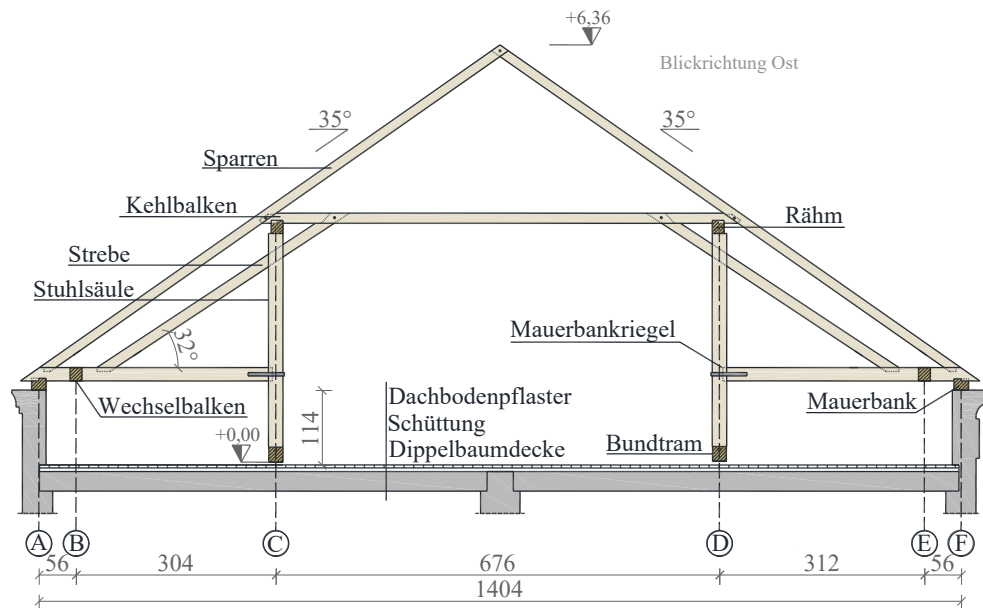 +6,36
Blickrichtung Ost
35°
35°
Sparren
Kehlbalken
Rähm
Strebe
Stuhlsäule
32°
Mauerbankriegel
Wechselbalken
114
Dachbodenpflaster
Schüttung
Dippelbaumdecke
Mauerbank
+0,00
Bundtram
A B C D E F
56 304 676 312 56
1404